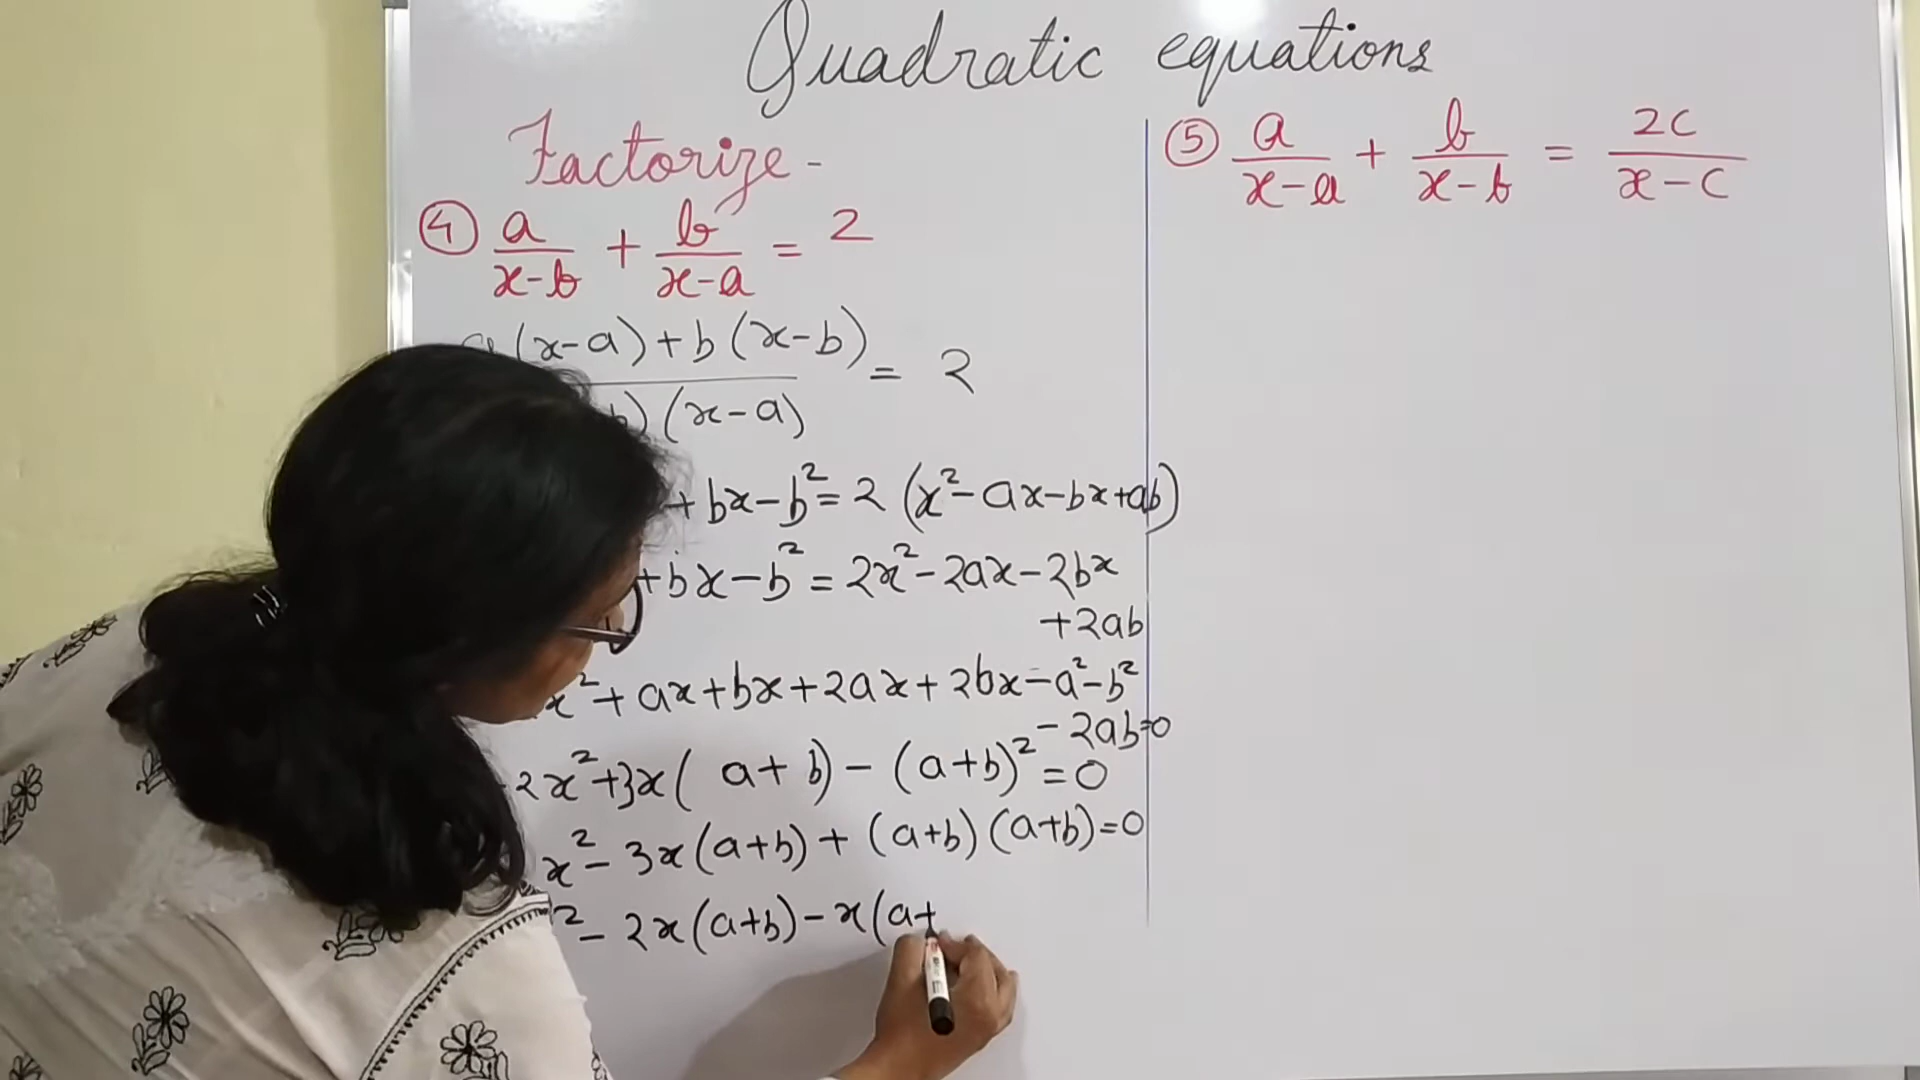 Quadratic equations
Factorize -
④ a/(x-b) + b/(x-a) = 2
(x-a)+b(x-b) = 2
) (x-a)
+ bx-b² = 2 (x²-ax-bx+ab)
+bx-b² = 2x²-2ax-2bx
+2ab
x²+ax+bx+2ax+2bx-a²-b²
-2ab=0
-2x²+3x( a+b)-(a+b)²=0
x²-3x(a+b)+(a+b)(a+b)=0
²-2x(a+b)-x(a+
⑤ a/(x-a) + b/(x-b) = 2c/(x-c)